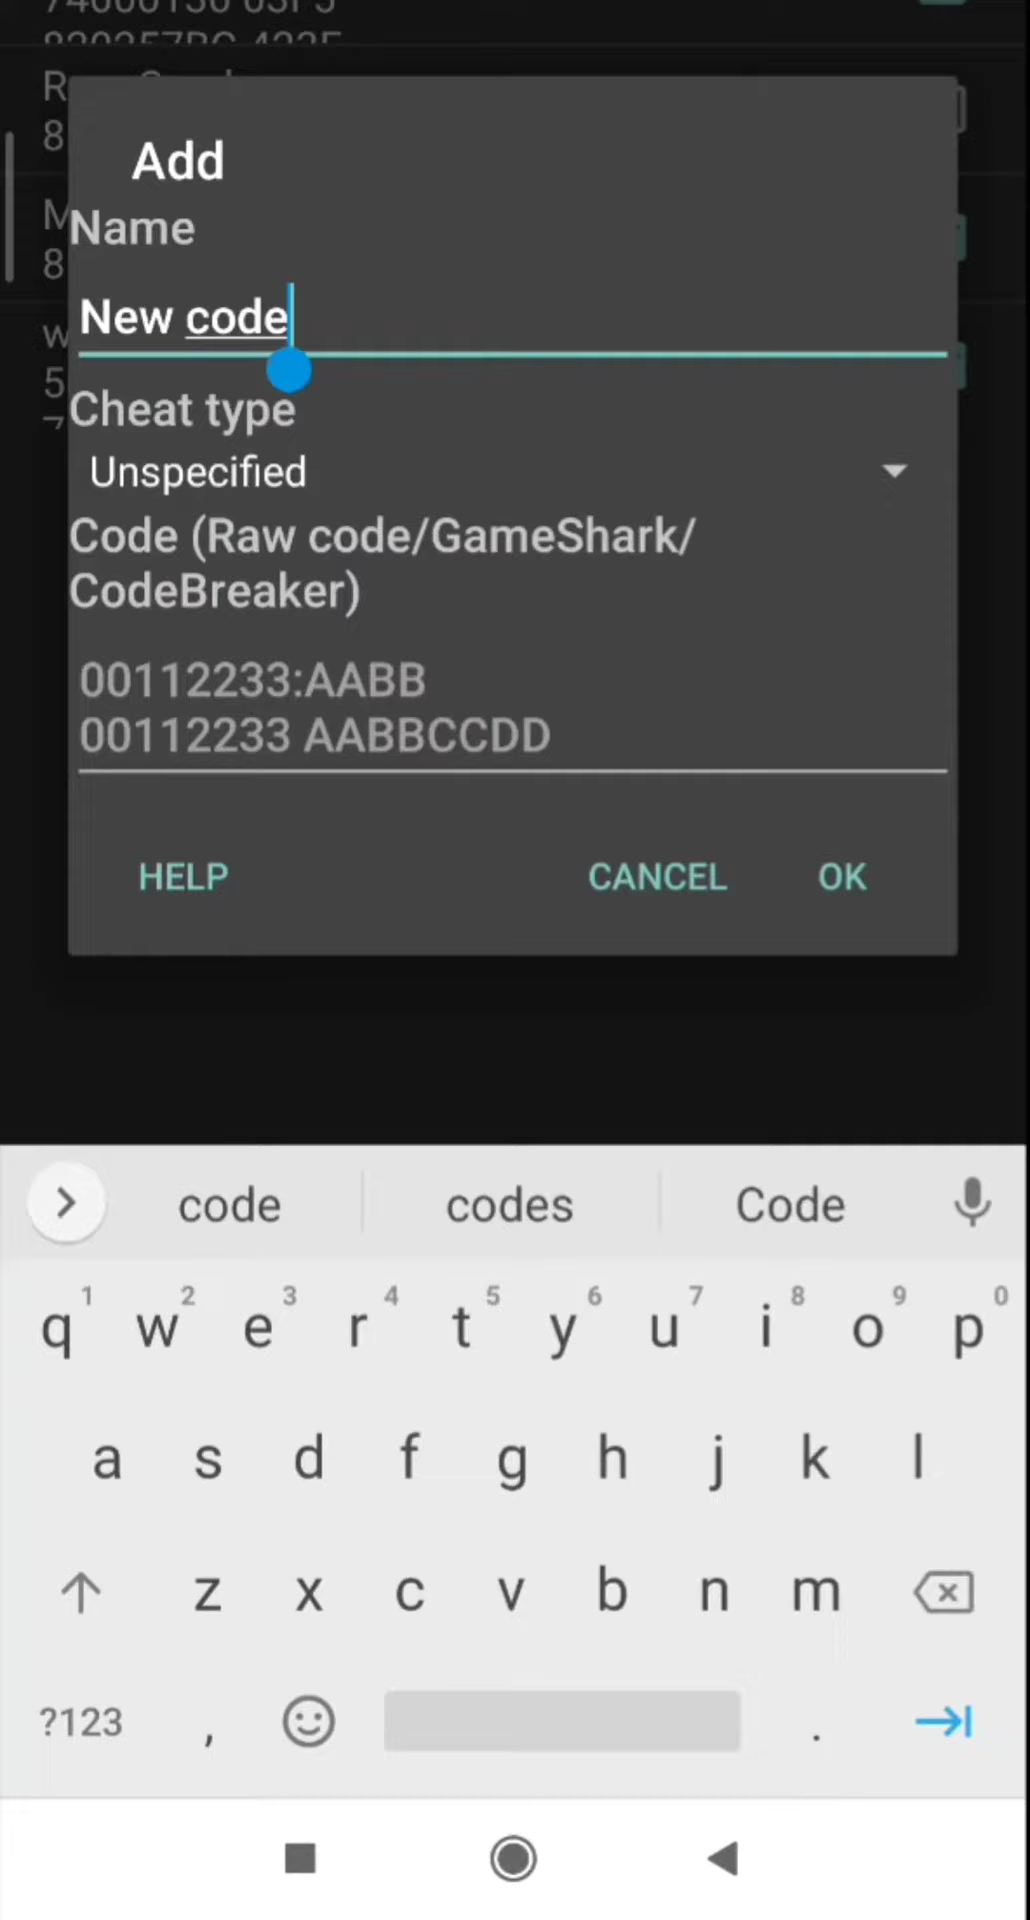 Add
Name
New code
Cheat type
Unspecified
Code (Raw code/GameShark/
CodeBreaker)
00112233:AABB
00112233 AABBCCDD
HELP CANCEL OK
code codes Code
1 2 3 4 5 6 7 8 9 0
q w e r t y u i o p
a s d f g h j k l
z x c v b n m
?123 , .